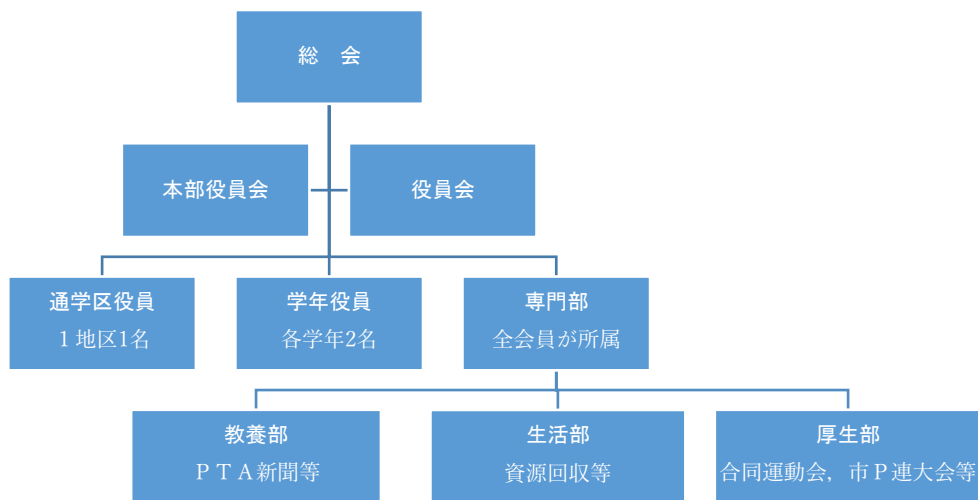 総　会
本部役員会
役員会
通学区役員
１地区1名
学年役員
各学年2名
専門部
全会員が所属
教養部
ＰＴＡ新聞等
生活部
資源回収等
厚生部
合同運動会，市Ｐ連大会等